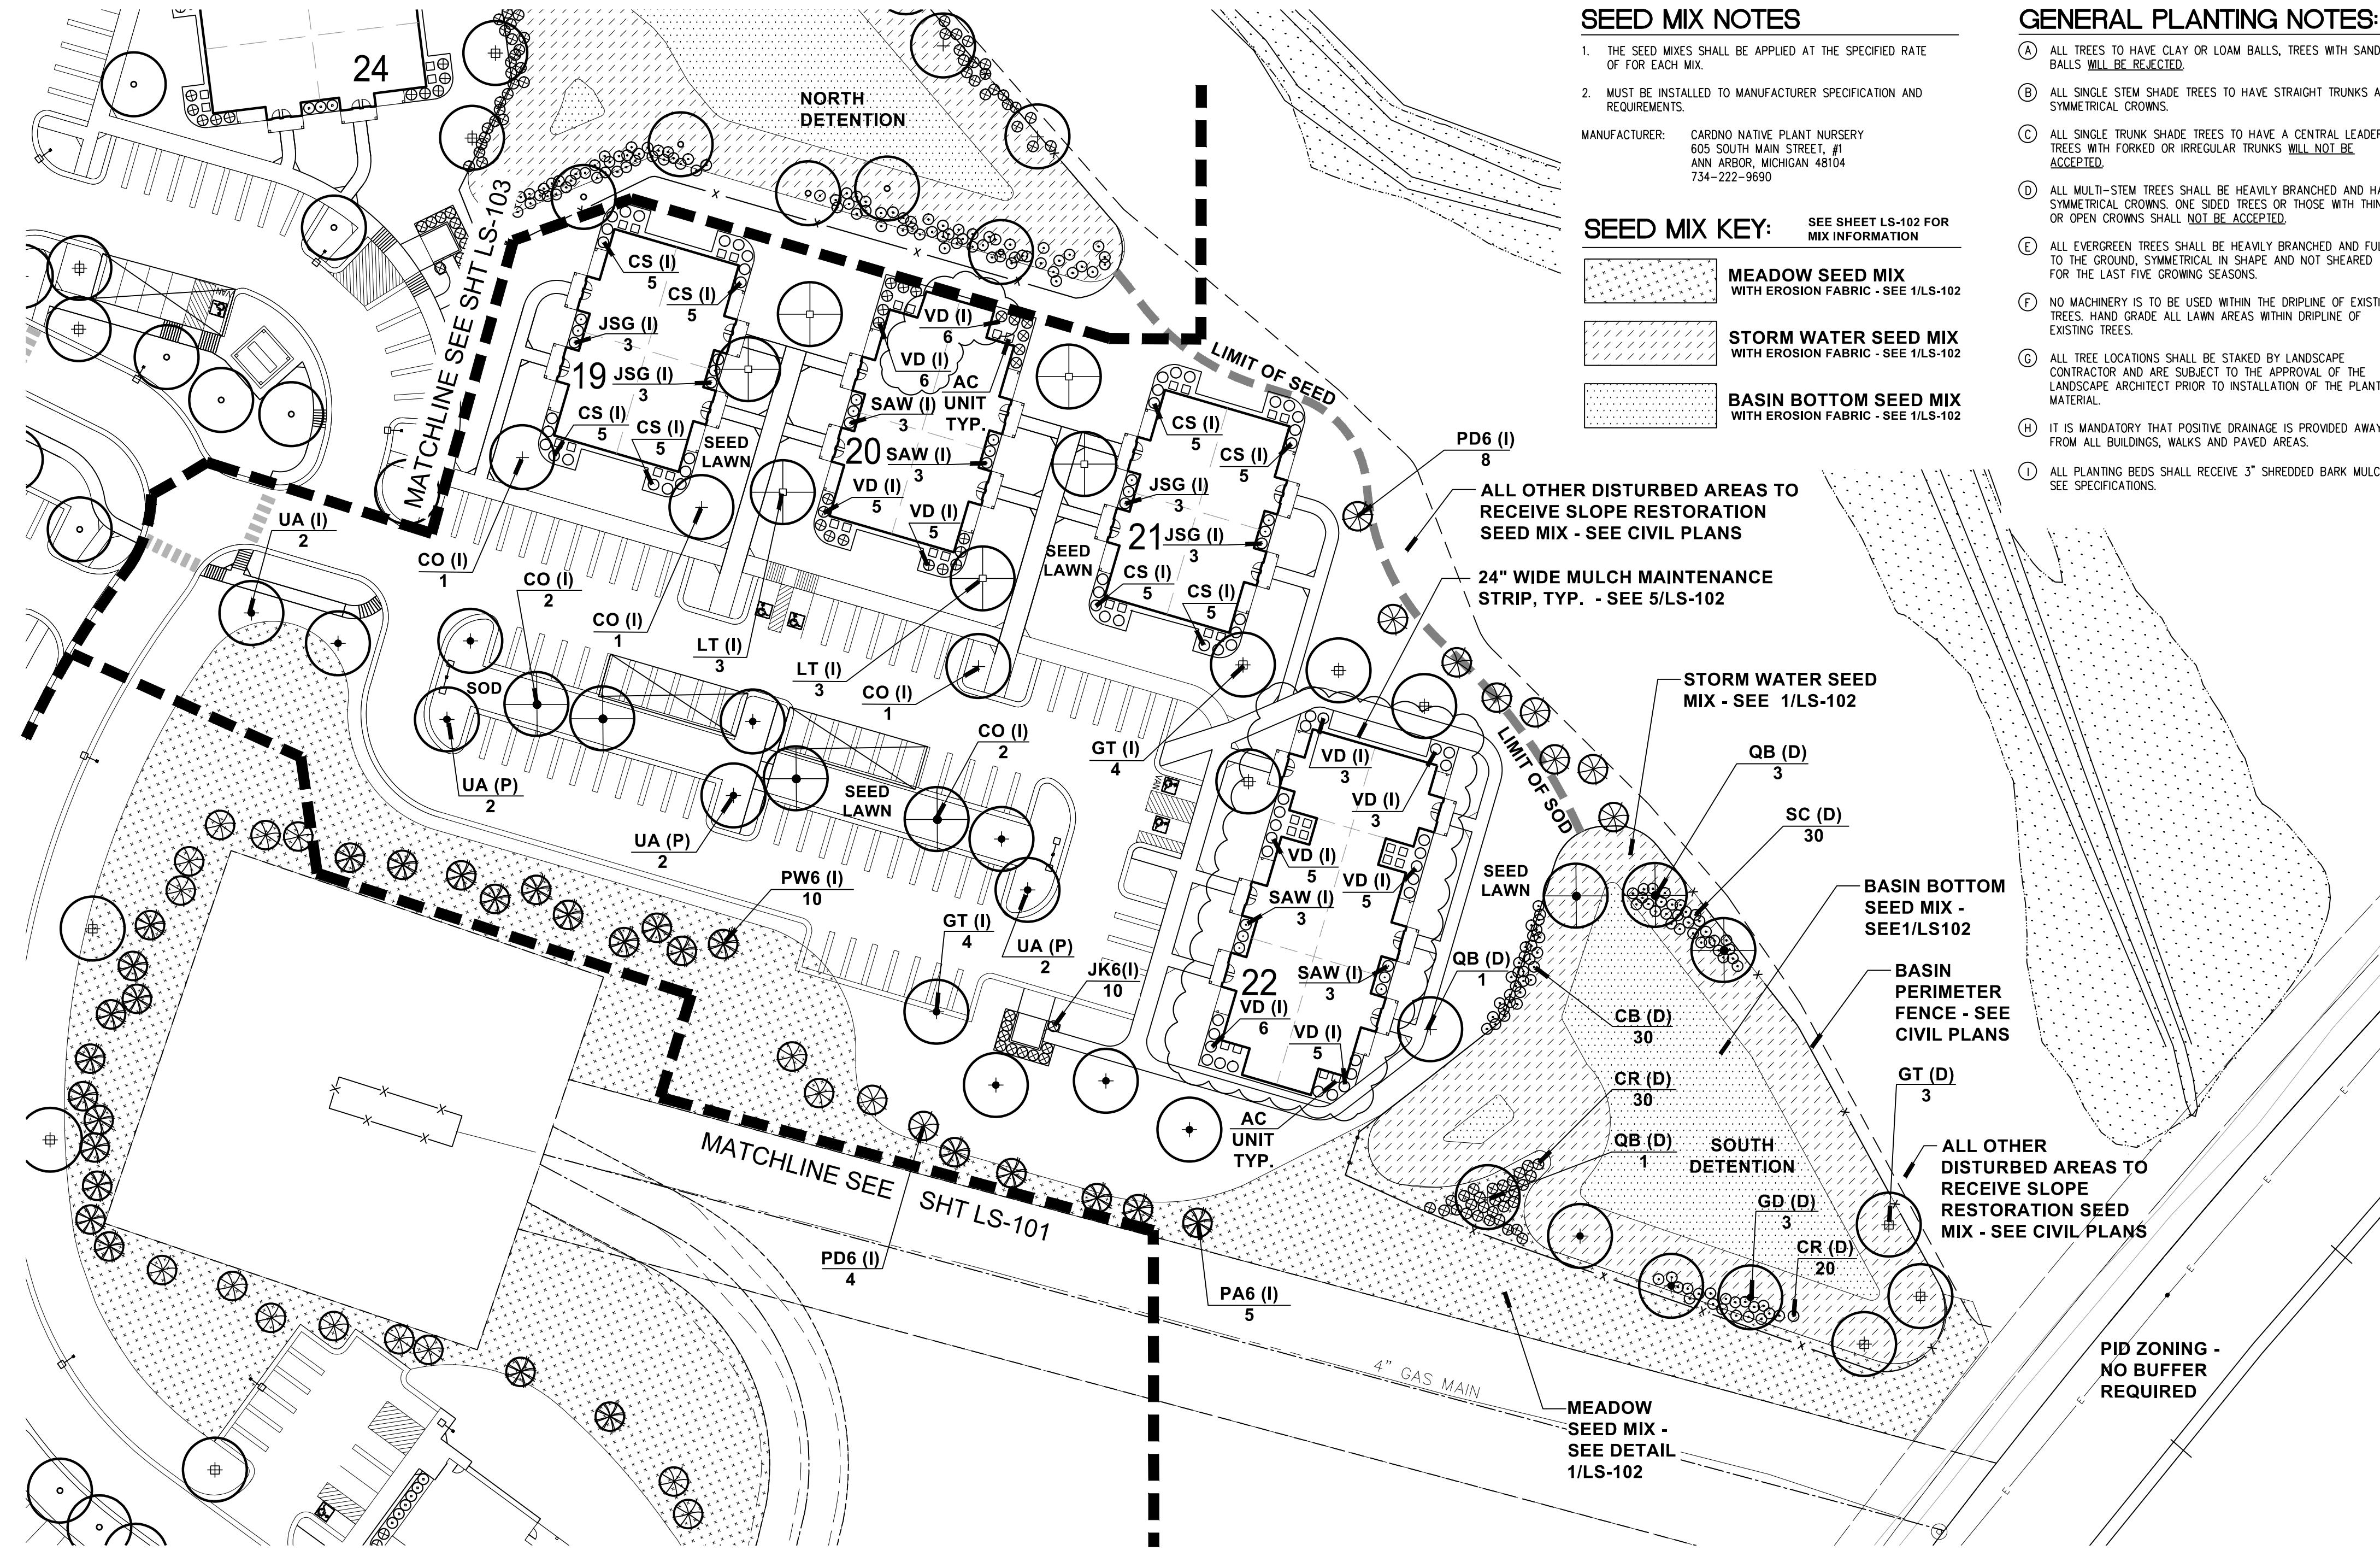 SEED MIX NOTES
1. THE SEED MIXES SHALL BE APPLIED AT THE SPECIFIED RATE
OF FOR EACH MIX.
2. MUST BE INSTALLED TO MANUFACTURER SPECIFICATION AND
REQUIREMENTS.
MANUFACTURER: CARDNO NATIVE PLANT NURSERY
605 SOUTH MAIN STREET, #1
ANN ARBOR, MICHIGAN 48104
734-222-9690
SEED MIX KEY:
SEE SHEET LS-102 FOR
MIX INFORMATION
MEADOW SEED MIX
WITH EROSION FABRIC - SEE 1/LS-102
STORM WATER SEED MIX
WITH EROSION FABRIC - SEE 1/LS-102
BASIN BOTTOM SEED MIX
WITH EROSION FABRIC - SEE 1/LS-102
GENERAL PLANTING NOTES:
A ALL TREES TO HAVE CLAY OR LOAM BALLS, TREES WITH SAND
BALLS WILL BE REJECTED.
B ALL SINGLE STEM SHADE TREES TO HAVE STRAIGHT TRUNKS A
SYMMETRICAL CROWNS.
C ALL SINGLE TRUNK SHADE TREES TO HAVE A CENTRAL LEADER
TREES WITH FORKED OR IRREGULAR TRUNKS WILL NOT BE
ACCEPTED.
D ALL MULTI-STEM TREES SHALL BE HEAVILY BRANCHED AND HA
SYMMETRICAL CROWNS. ONE SIDED TREES OR THOSE WITH THIN
OR OPEN CROWNS SHALL NOT BE ACCEPTED.
E ALL EVERGREEN TREES SHALL BE HEAVILY BRANCHED AND FUL
TO THE GROUND, SYMMETRICAL IN SHAPE AND NOT SHEARED
FOR THE LAST FIVE GROWING SEASONS.
F NO MACHINERY IS TO BE USED WITHIN THE DRIPLINE OF EXISTI
TREES. HAND GRADE ALL LAWN AREAS WITHIN DRIPLINE OF
EXISTING TREES.
G ALL TREE LOCATIONS SHALL BE STAKED BY LANDSCAPE
CONTRACTOR AND ARE SUBJECT TO THE APPROVAL OF THE
LANDSCAPE ARCHITECT PRIOR TO INSTALLATION OF THE PLANT
MATERIAL.
H IT IS MANDATORY THAT POSITIVE DRAINAGE IS PROVIDED AWAY
FROM ALL BUILDINGS, WALKS AND PAVED AREAS.
I ALL PLANTING BEDS SHALL RECEIVE 3" SHREDDED BARK MULC
SEE SPECIFICATIONS.
24
NORTH
DETENTION
MATCHLINE SEE SHT LS-103
VAN
CS (I)
5
CS (I)
5
JSG (I)
3
19
JSG (I)
3
CS (I)
5
CS (I)
5
SEED
LAWN
VD (I)
6
VD (I)
6
AC
UNIT
TYP.
SAW (I)
3
20
SAW (I)
3
VD (I)
5
VD (I)
5
LIMIT OF SEED
CS (I)
5
CS (I)
5
JSG (I)
3
21
JSG (I)
3
CS (I)
5
CS (I)
5
SEED
LAWN
PD6 (I)
8
ALL OTHER DISTURBED AREAS TO
RECEIVE SLOPE RESTORATION
SEED MIX - SEE CIVIL PLANS
24" WIDE MULCH MAINTENANCE
STRIP, TYP. - SEE 5/LS-102
UA (I)
2
CO (I)
1
CO (I)
2
CO (I)
1
LT (I)
3
LT (I)
3
CO (I)
1
SOD
UA (P)
2
UA (P)
2
SEED
LAWN
CO (I)
2
GT (I)
4
VAN
STORM WATER SEED
MIX - SEE 1/LS-102
QB (D)
3
SC (D)
30
LIMIT OF SOD
VD (I)
3
VD (I)
3
VD (I)
5
VD (I)
5
SAW (I)
3
SAW (I)
3
22
VD (I)
6
VD (I)
5
AC
UNIT
TYP.
SEED
LAWN
PW6 (I)
10
GT (I)
4
UA (P)
2
JK6(I)
10
QB (D)
1
BASIN BOTTOM
SEED MIX -
SEE1/LS102
BASIN
PERIMETER
FENCE - SEE
CIVIL PLANS
CB (D)
30
CR (D)
30
QB (D)
1
SOUTH
DETENTION
GT (D)
3
GD (D)
3
CR (D)
20
ALL OTHER
DISTURBED AREAS TO
RECEIVE SLOPE
RESTORATION SEED
MIX - SEE CIVIL PLANS
MATCHLINE SEE SHT LS-101
PD6 (I)
4
PA6 (I)
5
4" GAS MAIN
MEADOW
SEED MIX -
SEE DETAIL
1/LS-102
PID ZONING -
NO BUFFER
REQUIRED